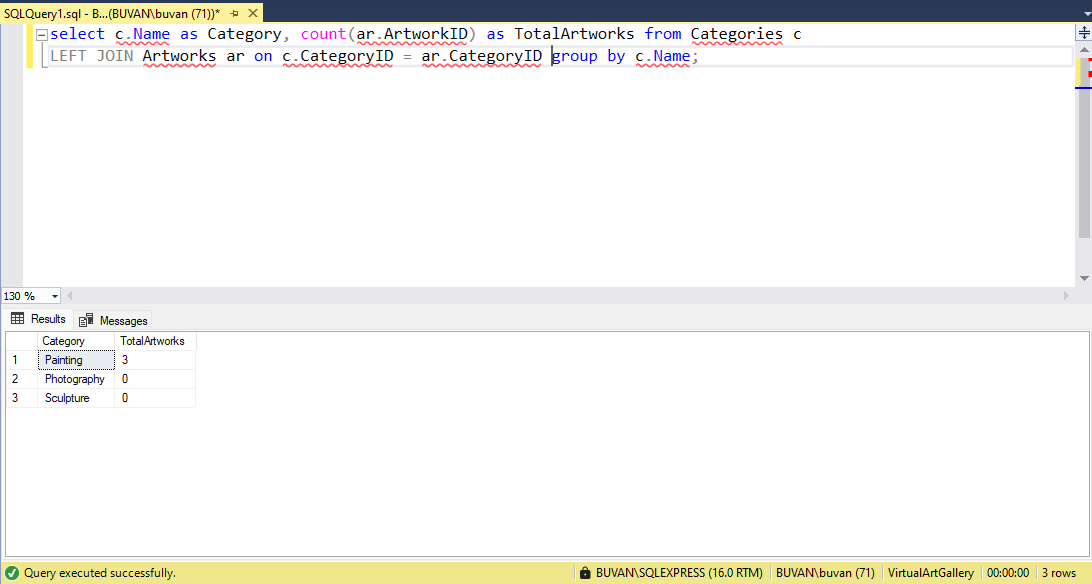 SQLQuery1.sql - B...(BUVAN\buvan (71))*
select c.Name as Category, count(ar.ArtworkID) as TotalArtworks from Categories c
LEFT JOIN Artworks ar on c.CategoryID = ar.CategoryID group by c.Name;
130 %
Results Messages
Category TotalArtworks
1 Painting 3
2 Photography 0
3 Sculpture 0
Query executed successfully. BUVAN\SQLEXPRESS (16.0 RTM) BUVAN\buvan (71) VirtualArtGallery 00:00:00 3 rows